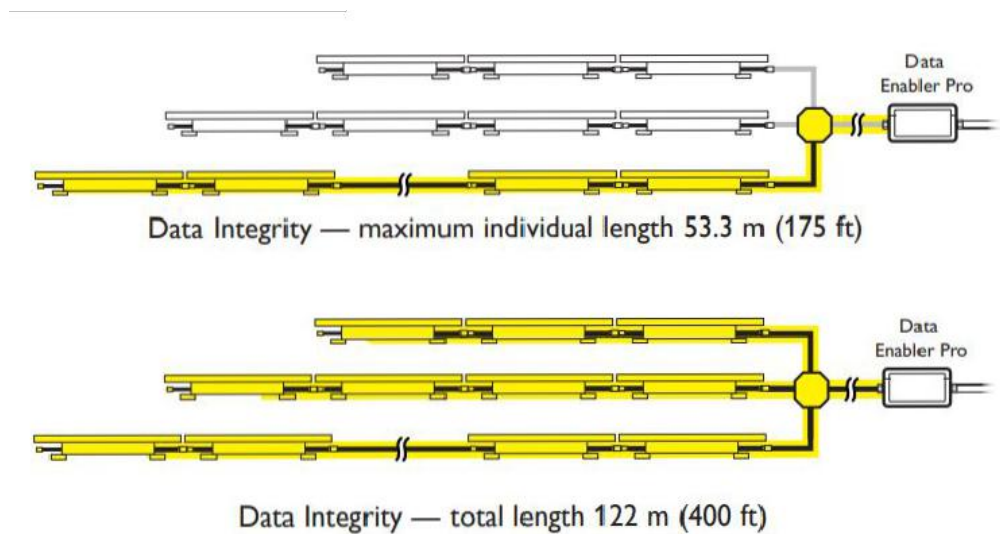 Data
Enabler Pro
Data Integrity — maximum individual length 53.3 m (175 ft)
Data
Enabler Pro
Data Integrity — total length 122 m (400 ft)